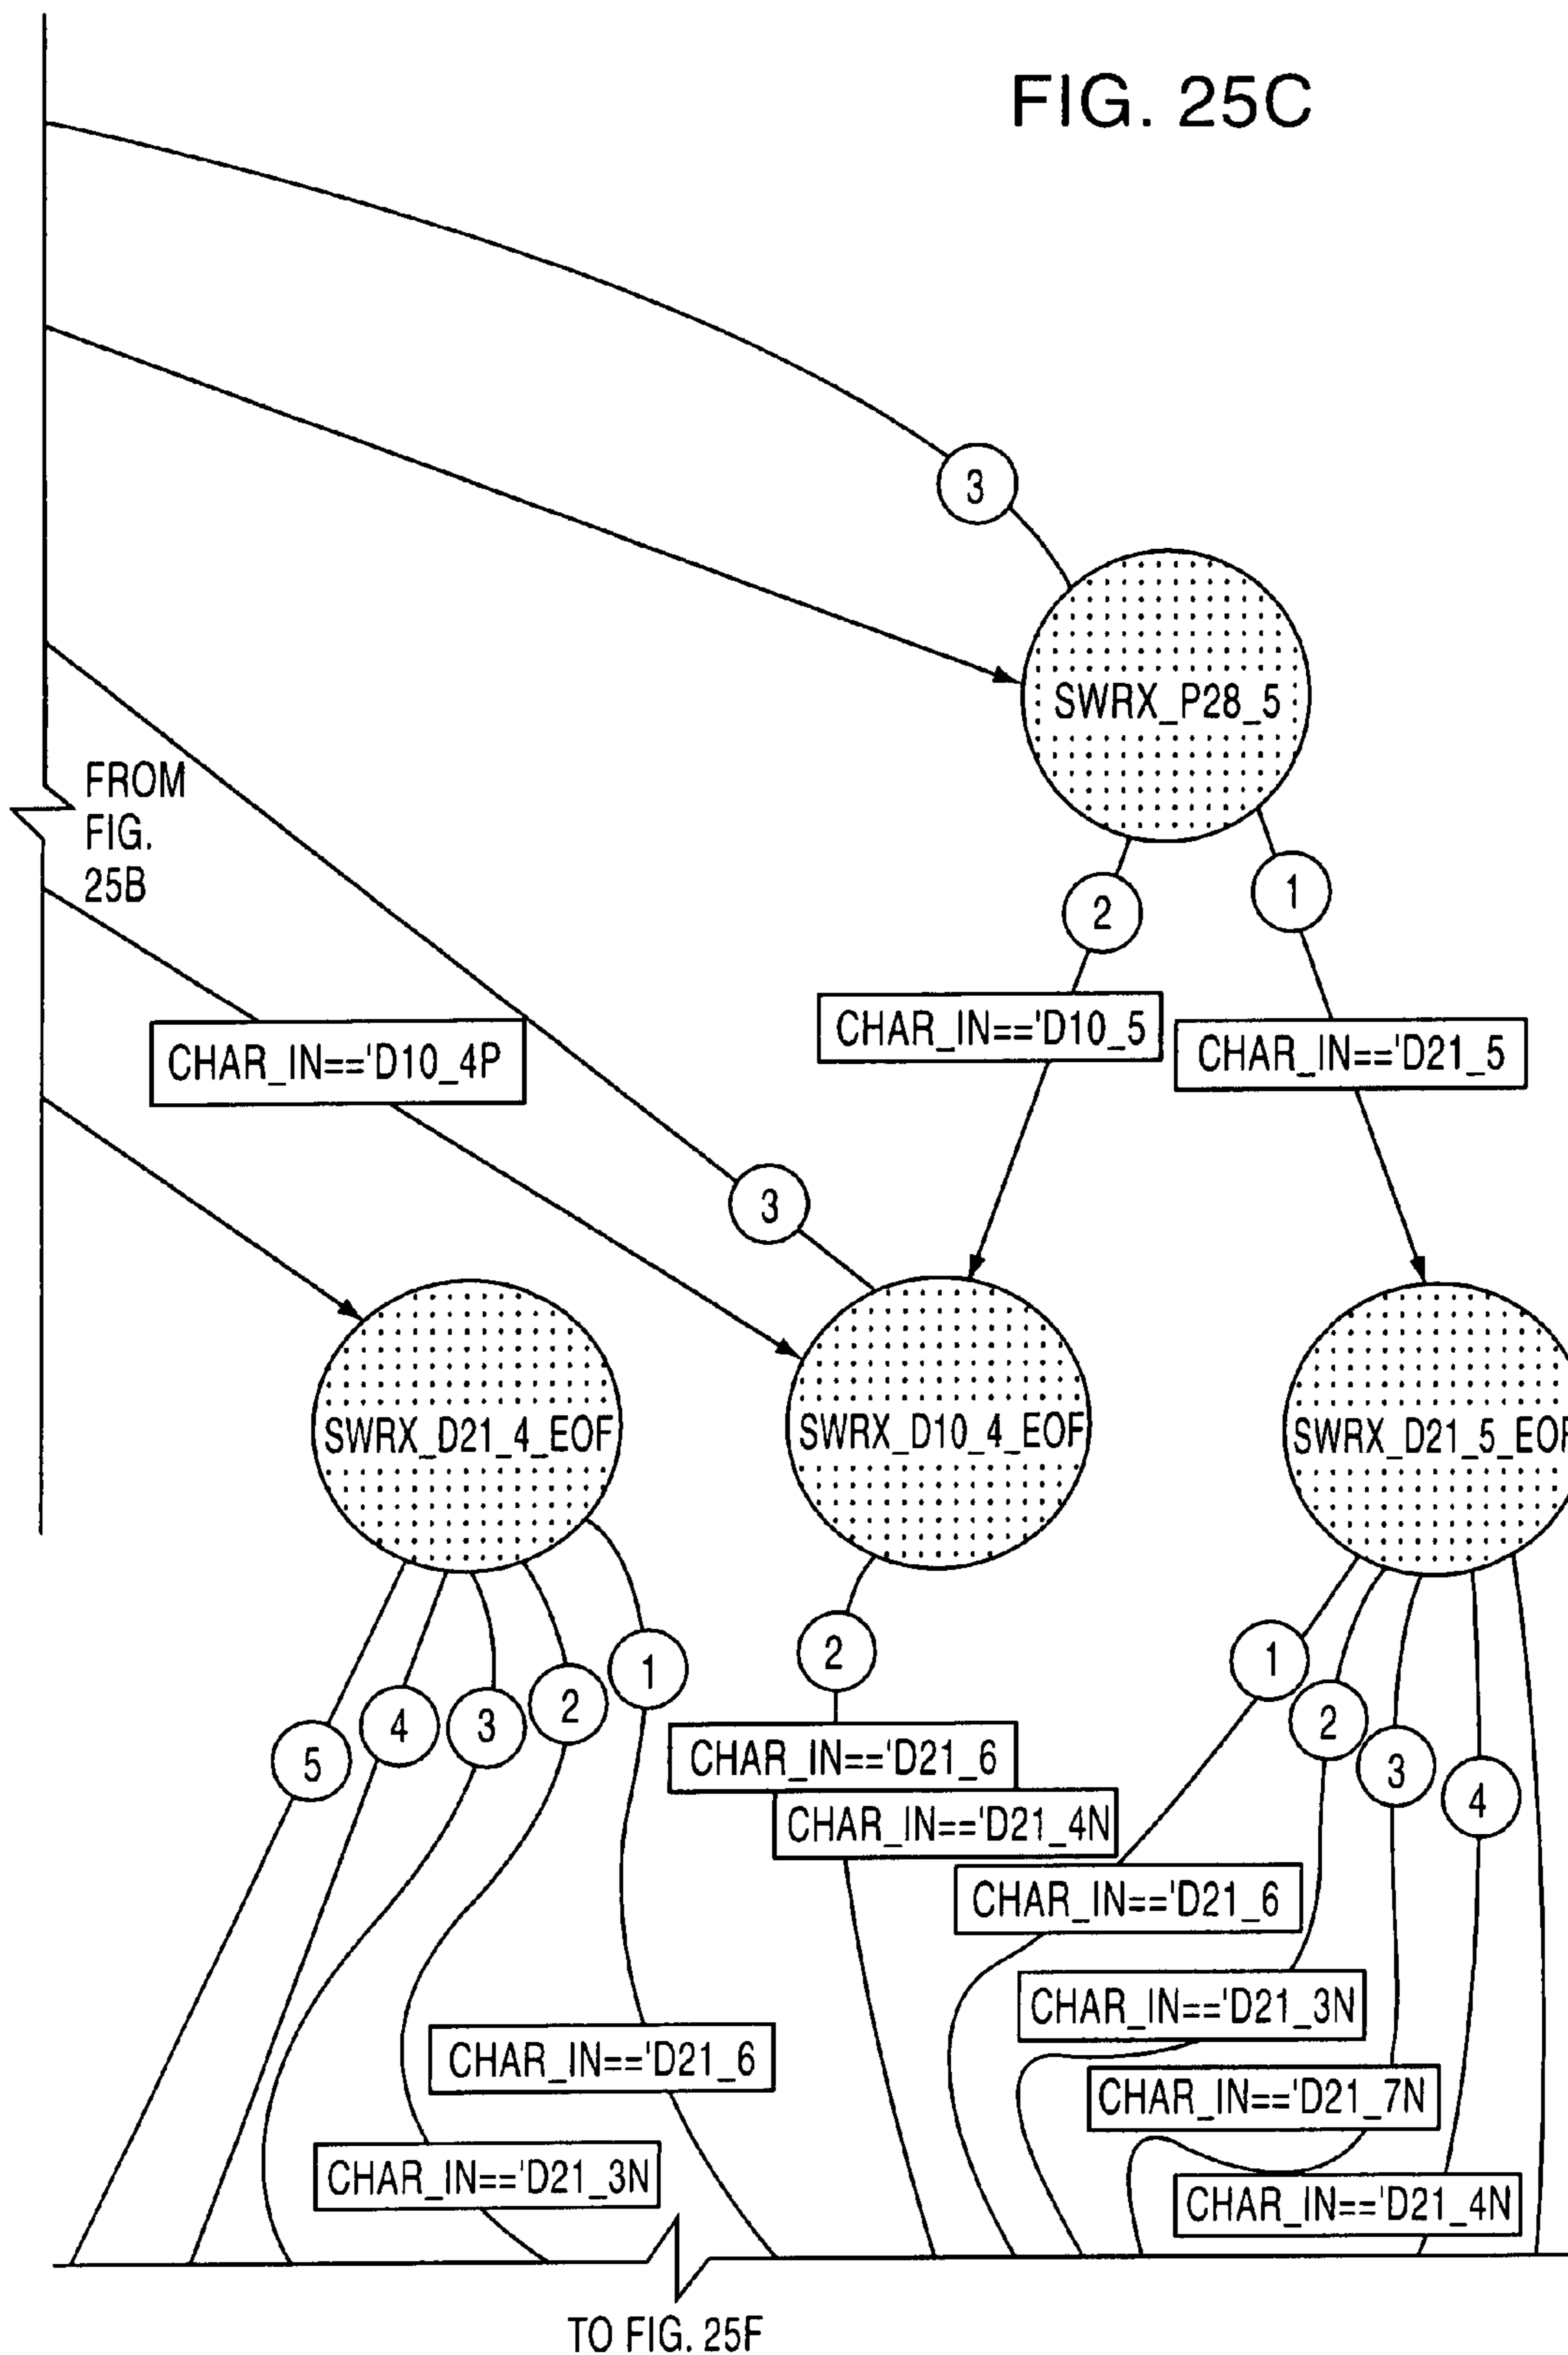 FIG. 25C
3
SWRX_P28_5
FROM
FIG.
25B
2
1
CHAR_IN=='D10_4P
CHAR_IN=='D10_5
CHAR_IN=='D21_5
3
SWRX_D21_4_EOF
SWRX_D10_4_EOF
SWRX_D21_5_EOF
5
4
3
2
1
2
1
2
3
4
CHAR_IN=='D21_6
CHAR_IN=='D21_4N
CHAR_IN=='D21_6
CHAR_IN=='D21_3N
CHAR_IN=='D21_6
CHAR_IN=='D21_7N
CHAR_IN=='D21_3N
CHAR_IN=='D21_4N
TO FIG. 25F